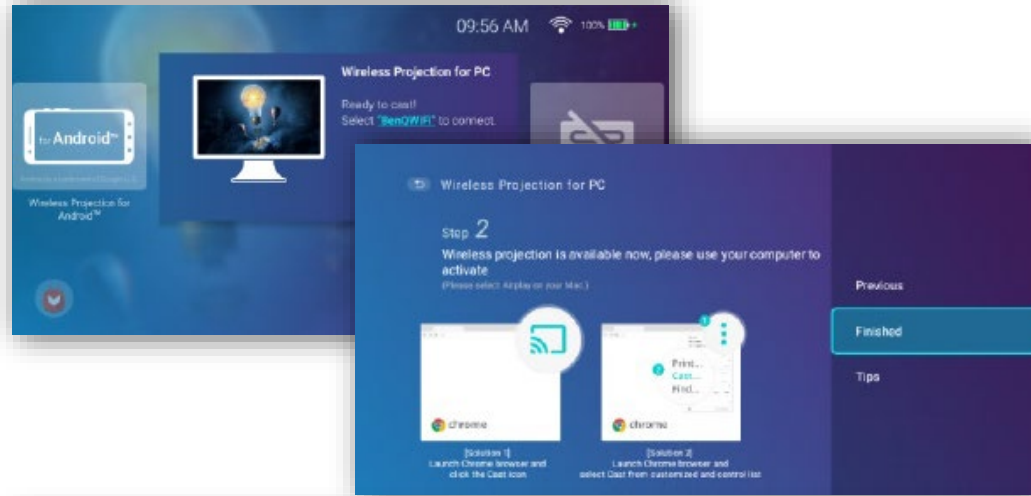 09:56 AM 100%
Wireless Projection for PC
Ready to cast!
Select "BenQWIFI" to connect.
for Android™
Wireless Projection for
Android™
Wireless Projection for PC
Step 2
Wireless projection is available now, please use your computer to
activate
(Please select Airplay on your Mac.)
1
2
Print...
Cast...
Find...
chrome
chrome
[Solution 1]
Launch Chrome browser and
click the Cast icon
[Solution 2]
Launch Chrome browser and
select Cast from customized and control list
Previous
Finished
Tips